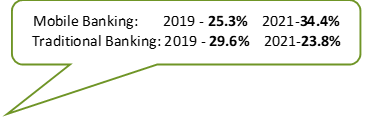 Mobile Banking: 2019 - 25.3% 2021-34.4%
Traditional Banking: 2019 - 29.6% 2021-23.8%